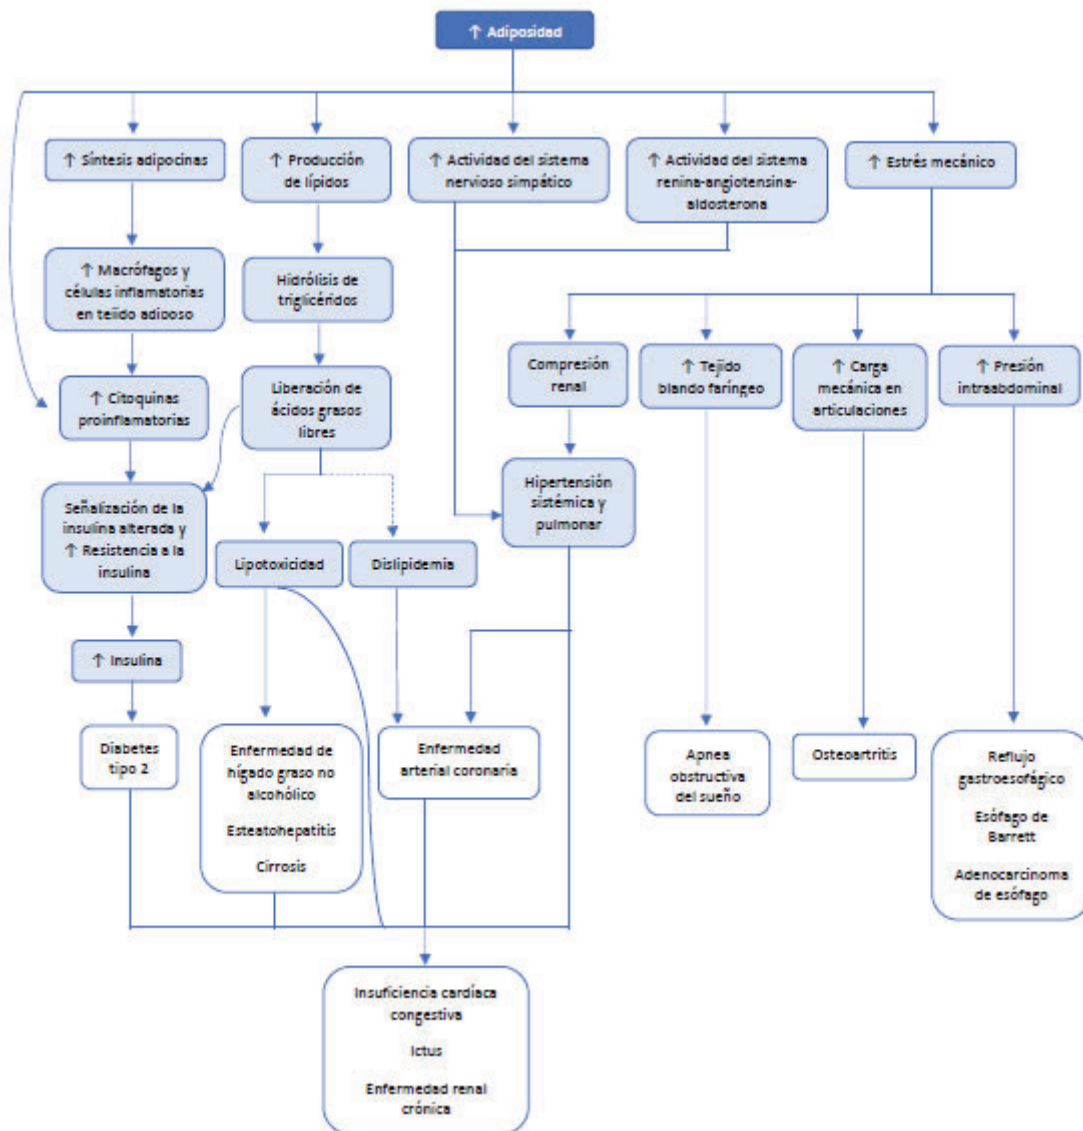 ↑ Adiposidad
↑ Síntesis adipocinas
↑ Producción
de lípidos
↑ Actividad del sistema
nervioso simpático
↑ Actividad del sistema
renina-angiotensina-
aldosterona
↑ Estrés mecánico
↑ Macrófagos y
células inflamatorias
en tejido adiposo
Hidrólisis de
triglicéridos
↑ Citoquinas
proinflamatorias
Liberación de
ácidos grasos
libres
Compresión
renal
↑ Tejido
blando faríngeo
↑ Carga
mecánica en
articulaciones
↑ Presión
intraabdominal
Señalización de la
insulina alterada y
↑ Resistencia a la
insulina
Lipotoxicidad
Dislipidemia
Hipertensión
sistémica y
pulmonar
↑ Insulina
Diabetes
tipo 2
Enfermedad de
hígado graso no
alcohólico
Esteatohepatitis
Cirrosis
Enfermedad
arterial coronaria
Apnea
obstructiva
del sueño
Osteoartritis
Reflujo
gastroesofágico
Esófago de
Barrett
Adenocarcinoma
de esófago
Insuficiencia cardíaca
congestiva
Ictus
Enfermedad renal
crónica